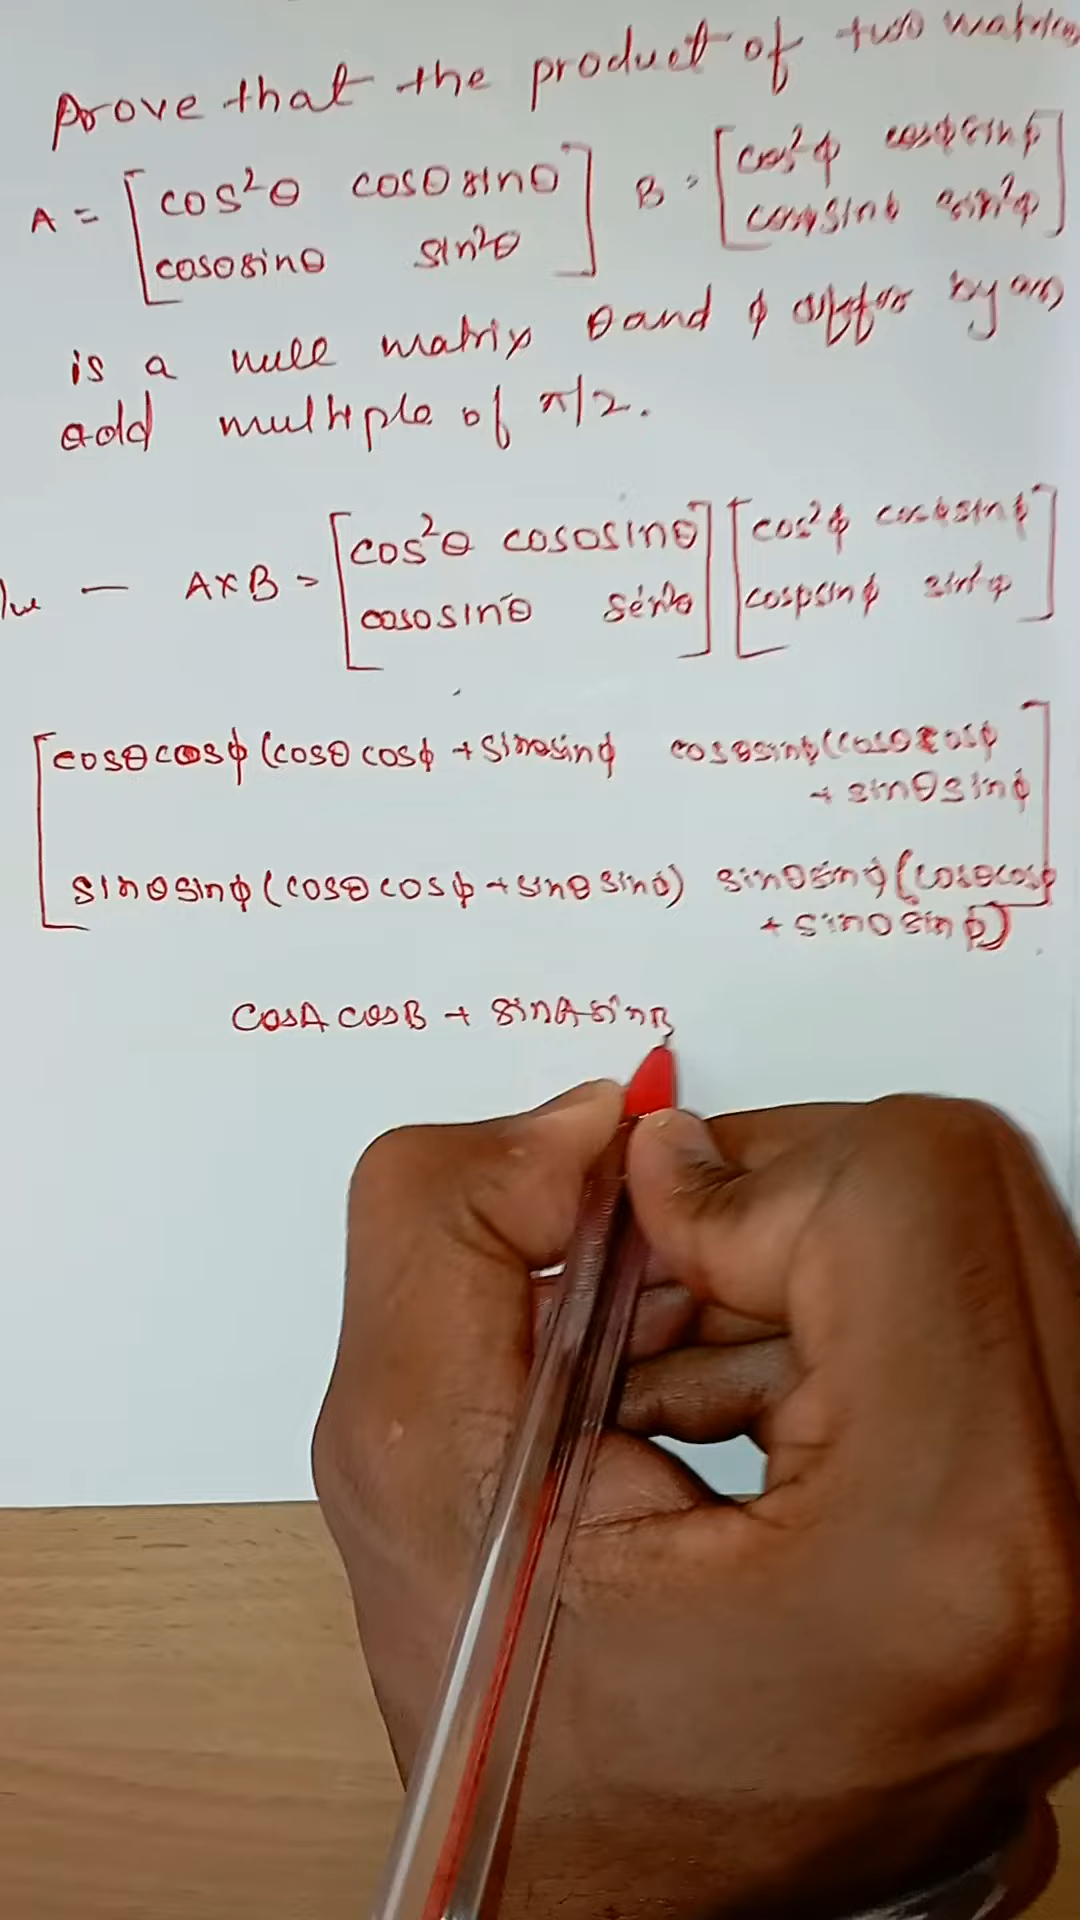 Prove that the product of two matrices
A = [cos²θ cosθ sinθ] B = [cos²ϕ cosϕ sinϕ]
[cosθ sinθ sin²θ] [cosϕ sinϕ sin²ϕ]
is a null matrix θ and ϕ differ by an
odd multiple of π/2.
— A×B = [cos²θ cosθ sinθ] [cos²ϕ cosϕ sinϕ]
[cosθ sinθ sin²θ] [cosϕ sinϕ sin²ϕ]
[cosθ cosϕ (cosθ cosϕ + sinθ sinϕ cosθ sinϕ (cosθ cosϕ
+ sinθ sinϕ]
[sinθ sinϕ (cosθ cosϕ + sinθ sinϕ) sinθ sinϕ (cosθ cosϕ
+ sinθ sinϕ)]
cosA cosB + sinA sinB